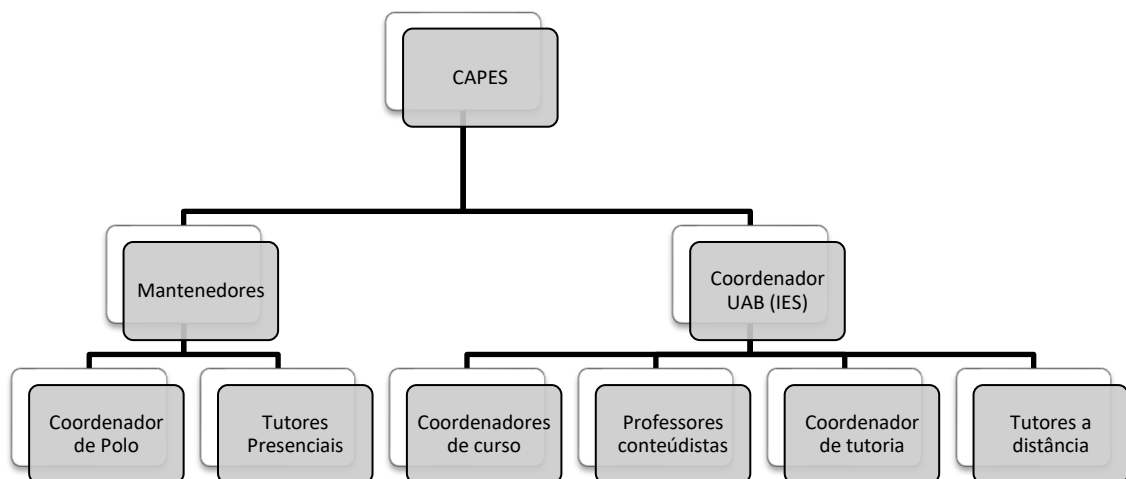 CAPES
Mantenedores
Coordenador
UAB (IES)
Coordenador
de Polo
Tutores
Presenciais
Coordenadores
de curso
Professores
conteúdistas
Coordenador
de tutoria
Tutores a
distância